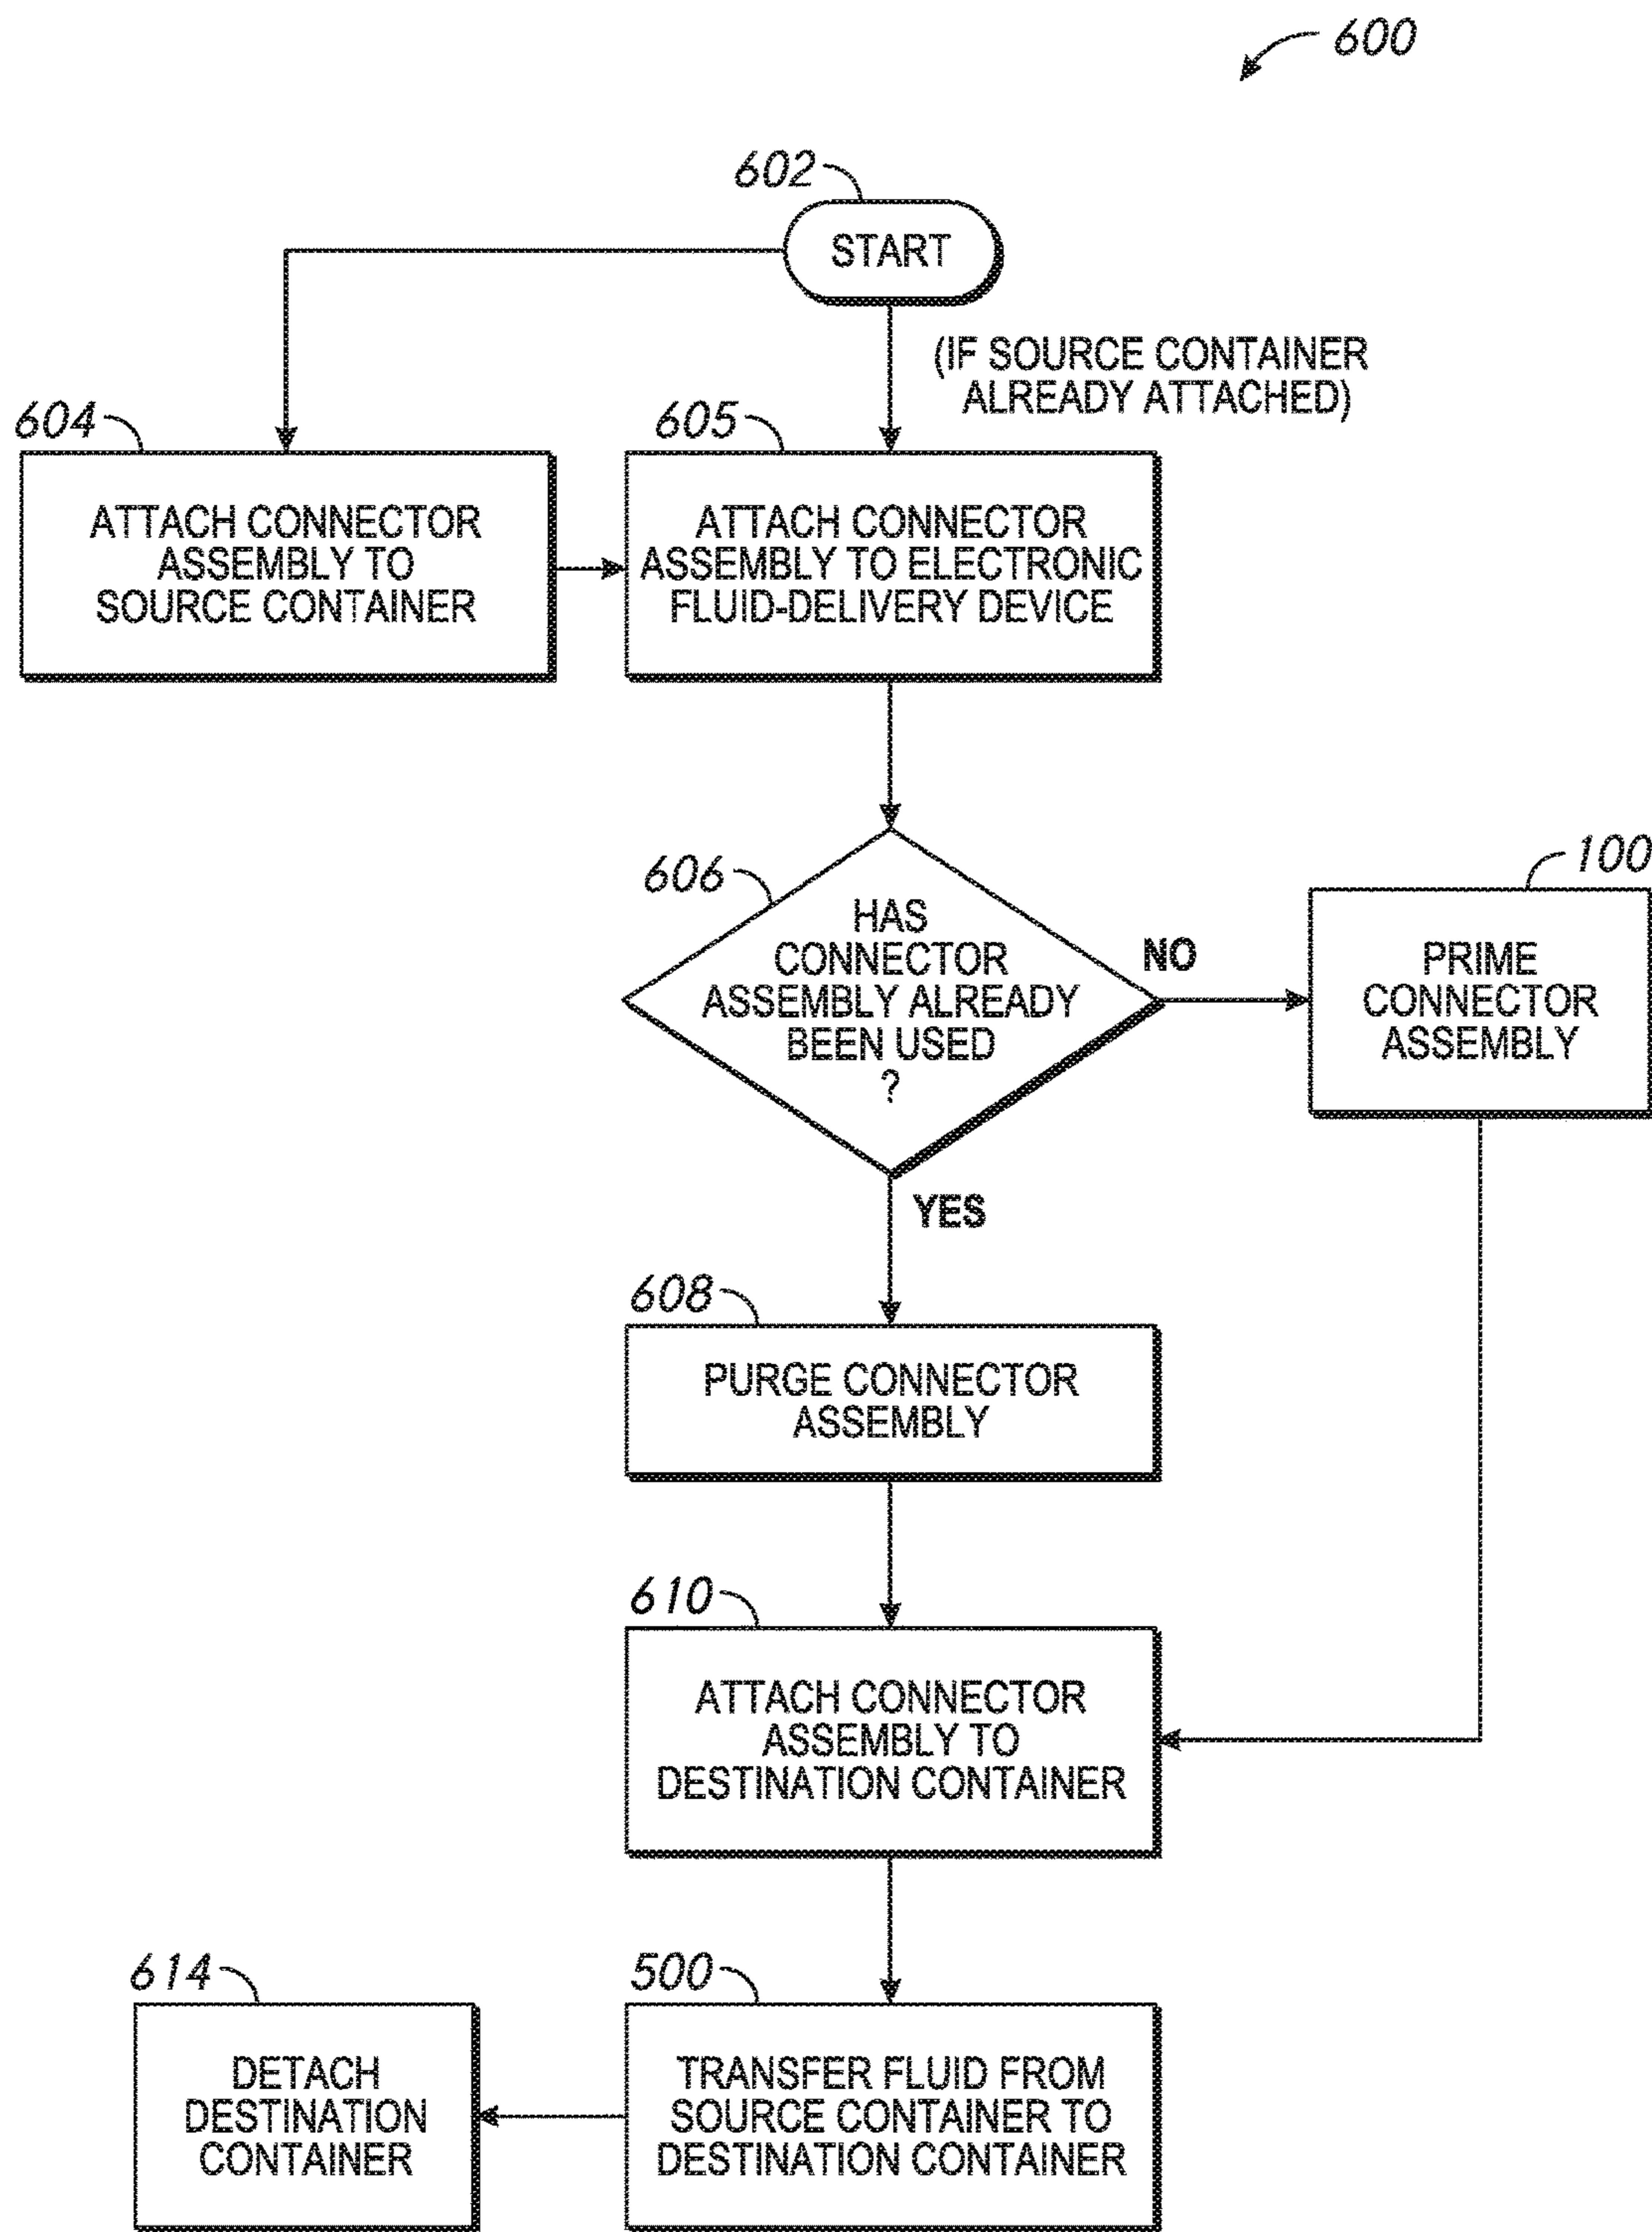 600
602
START
(IF SOURCE CONTAINER
ALREADY ATTACHED)
604
ATTACH CONNECTOR
ASSEMBLY TO
SOURCE CONTAINER
605
ATTACH CONNECTOR
ASSEMBLY TO ELECTRONIC
FLUID-DELIVERY DEVICE
606
HAS
CONNECTOR
ASSEMBLY ALREADY
BEEN USED
?
NO
100
PRIME
CONNECTOR
ASSEMBLY
YES
608
PURGE CONNECTOR
ASSEMBLY
610
ATTACH CONNECTOR
ASSEMBLY TO
DESTINATION CONTAINER
614
DETACH
DESTINATION
CONTAINER
500
TRANSFER FLUID FROM
SOURCE CONTAINER TO
DESTINATION CONTAINER